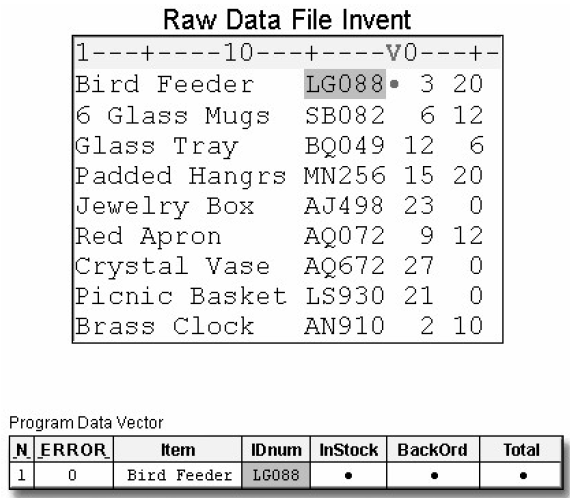 Raw Data File Invent
1---+----10---+----V0---+-
Bird Feeder LG088 3 20
6 Glass Mugs SB082 6 12
Glass Tray BQ049 12 6
Padded Hangrs MN256 15 20
Jewelry Box AJ498 23 0
Red Apron AQ072 9 12
Crystal Vase AQ672 27 0
Picnic Basket LS930 21 0
Brass Clock AN910 2 10
Program Data Vector
_N_ _ERROR_ Item IDnum InStock BackOrd Total
1 0 Bird Feeder LG088 • • •